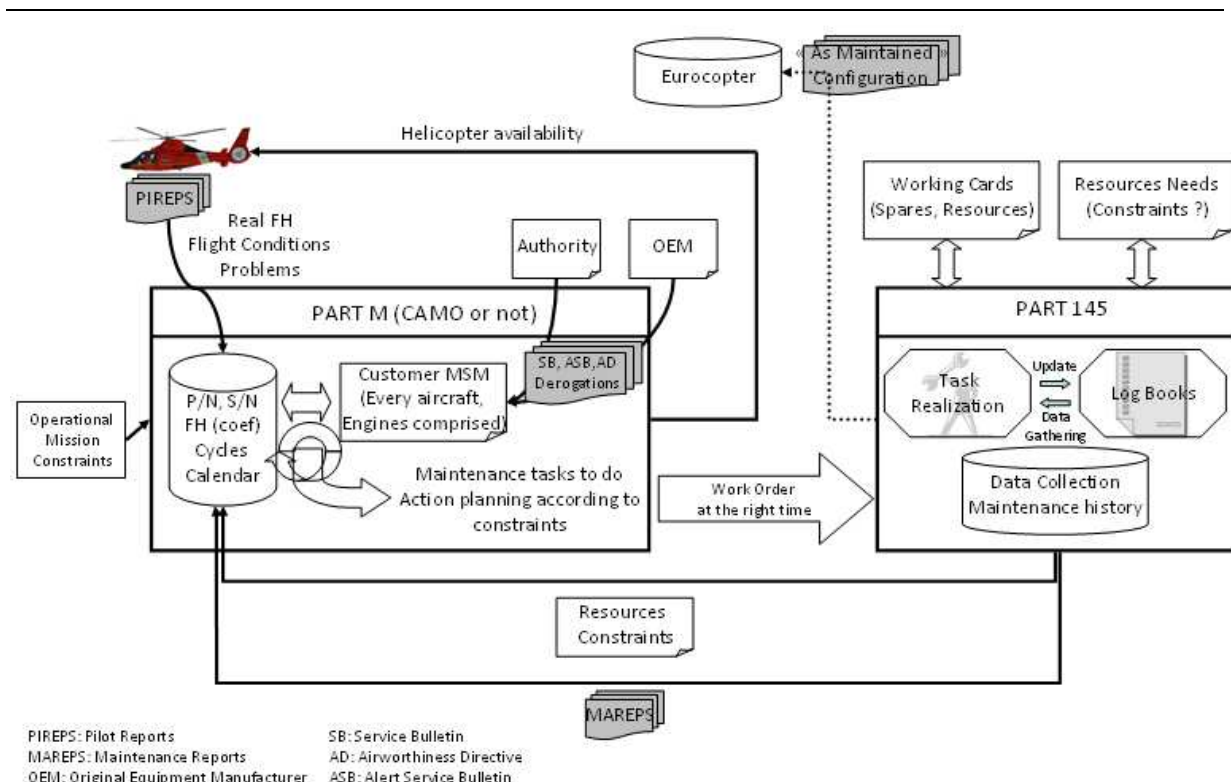 Eurocopter
« As Maintained »
Configuration
Helicopter availability
PIREPS
Real FH
Flight Conditions
Problems
Authority
OEM
Working Cards
(Spares, Resources)
Resources Needs
(Constraints ?)
PART M (CAMO or not)
PART 145
SB, ASB,AD
Derogations
Customer MSM
(Every aircraft,
Engines comprised)
P/N, S/N
FH (coef)
Cycles
Calendar
Operational
Mission
Constraints
Maintenance tasks to do
Action planning according to
constraints
Work Order
at the right time
Task
Realization
Update
Data
Gathering
Log Books
Data Collection
Maintenance history
Resources
Constraints
MAREPS
PIREPS: Pilot Reports
SB: Service Bulletin
MAREPS: Maintenance Reports
AD: Airworthiness Directive
OEM: Original Equipment Manufacturer
ASB: Alert Service Bulletin